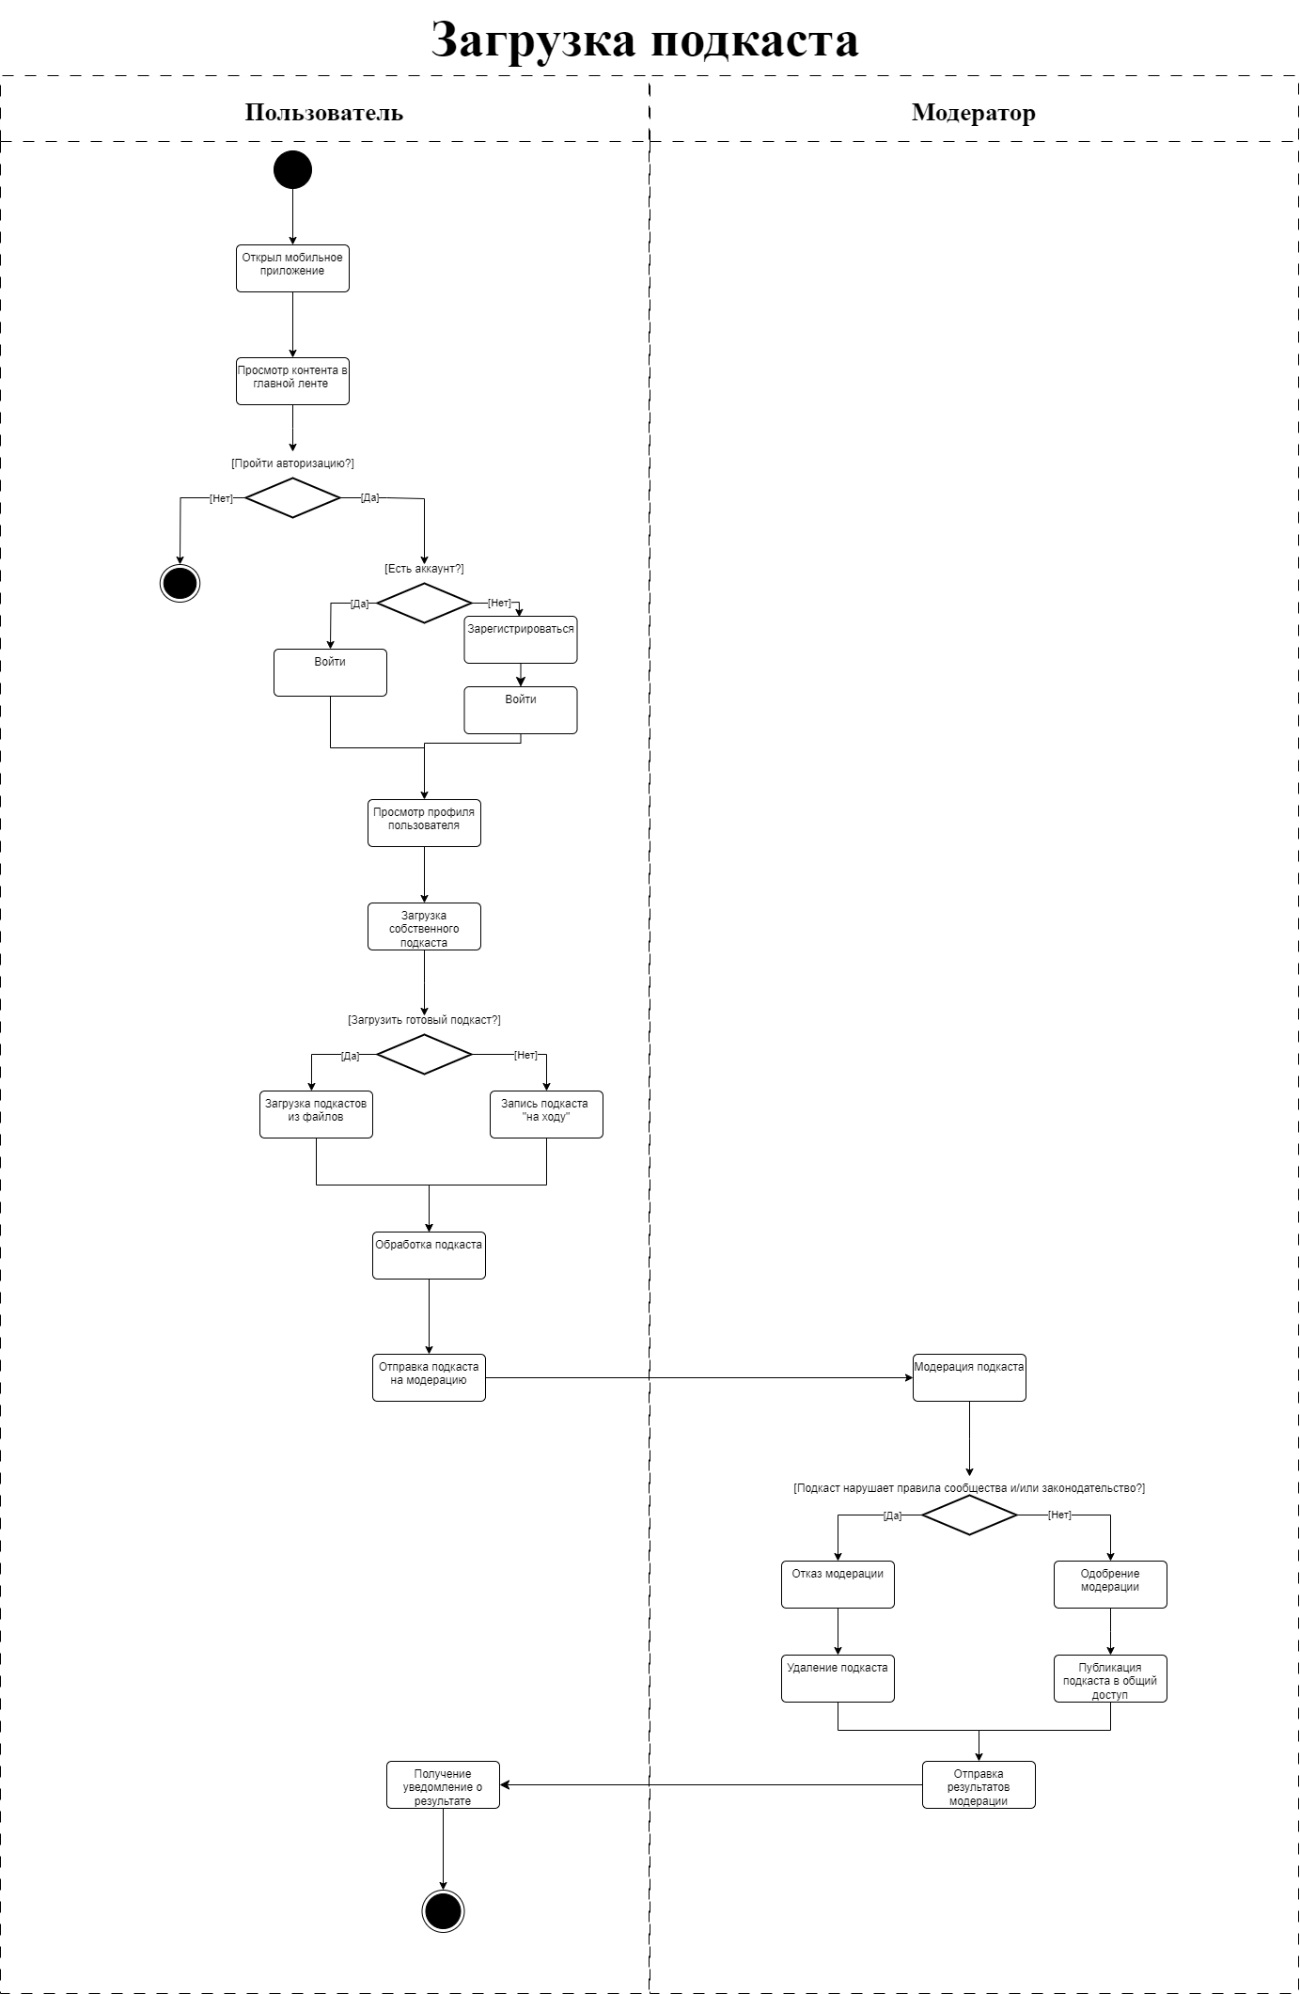 Загрузка подкаста
Пользователь
Модератор
Открыл мобильное
приложение
Просмотр контента в
главной ленте
[Пройти авторизацию?]
[Нет]
[Да]
[Есть аккаунт?]
[Да]
[Нет]
Зарегистрироваться
Войти
Войти
Просмотр профиля
пользователя
Загрузка
собственного
подкаста
[Загрузить готовый подкаст?]
[Да]
[Нет]
Загрузка подкастов
из файлов
Запись подкаста
"на ходу"
Обработка подкаста
Отправка подкаста
на модерацию
Модерация подкаста
[Подкаст нарушает правила сообщества и/или законодательство?]
[Да]
[Нет]
Отказ модерации
Одобрение
модерации
Удаление подкаста
Публикация
подкаста в общий
доступ
Получение
уведомление о
результате
Отправка
результатов
модерации